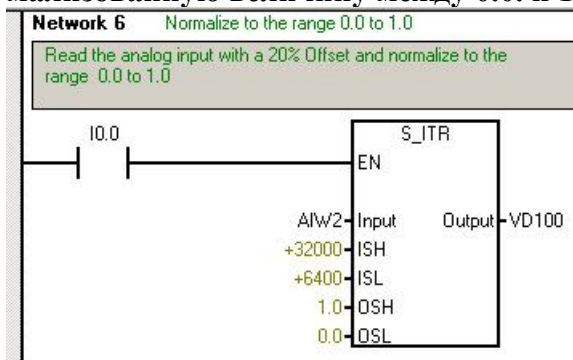 Network 6 Normalize to the range 0.0 to 1.0
Read the analog input with a 20% Offset and normalize to the
range 0.0 to 1.0
I0.0
S_ITR
EN
AIW2 Input Output VD100
+32000 ISH
+6400 ISL
1.0 OSH
0.0 OSL